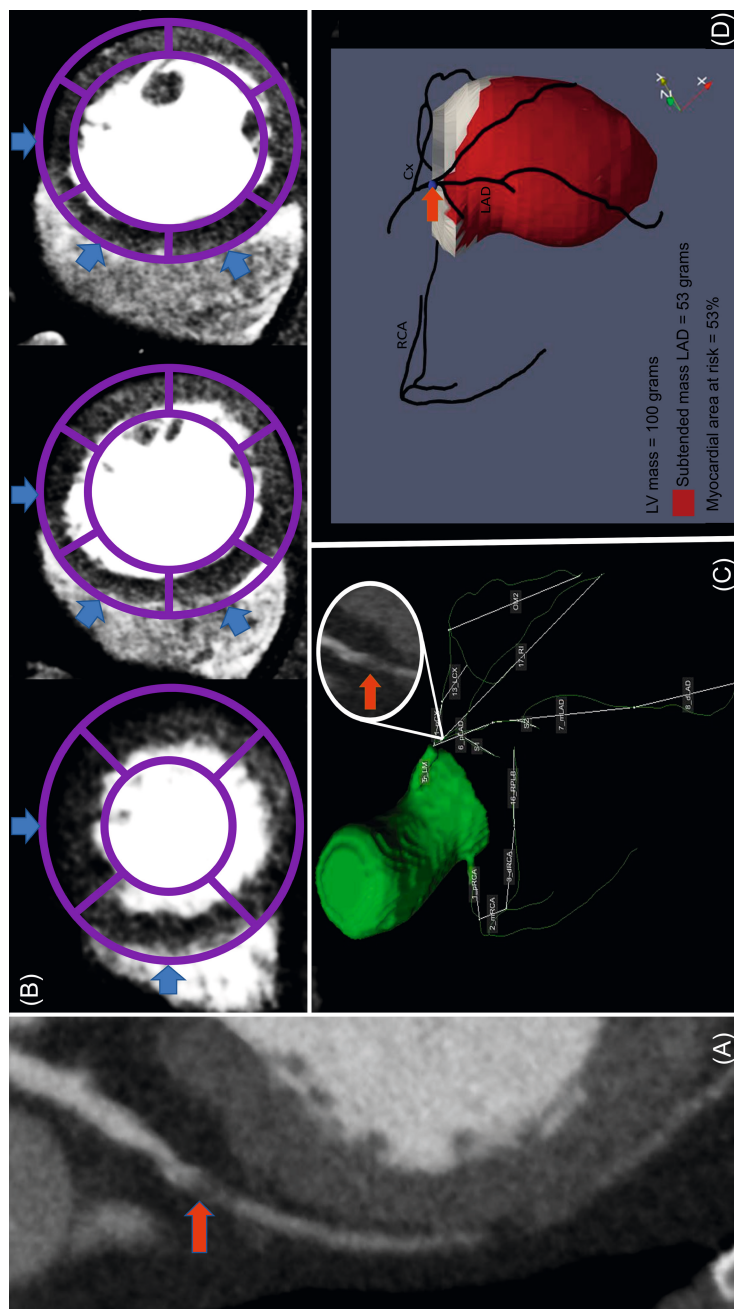 (A)
(B)
(C)
5_LM
1_pRCA
2_mRCA
3_dRCA
16_RPLB
6_pLAD
S1
S2
7_mLAD
8_dLAD
13_LCX
17_RI
OM2
(D)
RCA
Cx
LAD
Z
Y
X
LV mass = 100 grams
Subtended mass LAD = 53 grams
Myocardial area at risk = 53%